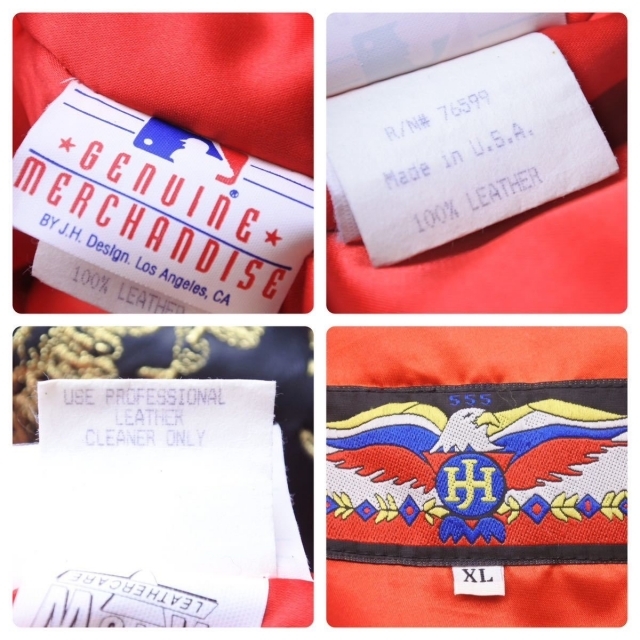 GENUINE
MERCHANDISE
®
BY J.H. Design. Los Angeles, CA
100% LEATHER
R/N# 76599
Made in U.S.A.
100% LEATHER
USE PROFESSIONAL
LEATHER
CLEANER ONLY
LEATHERCARE
555
JH
XL